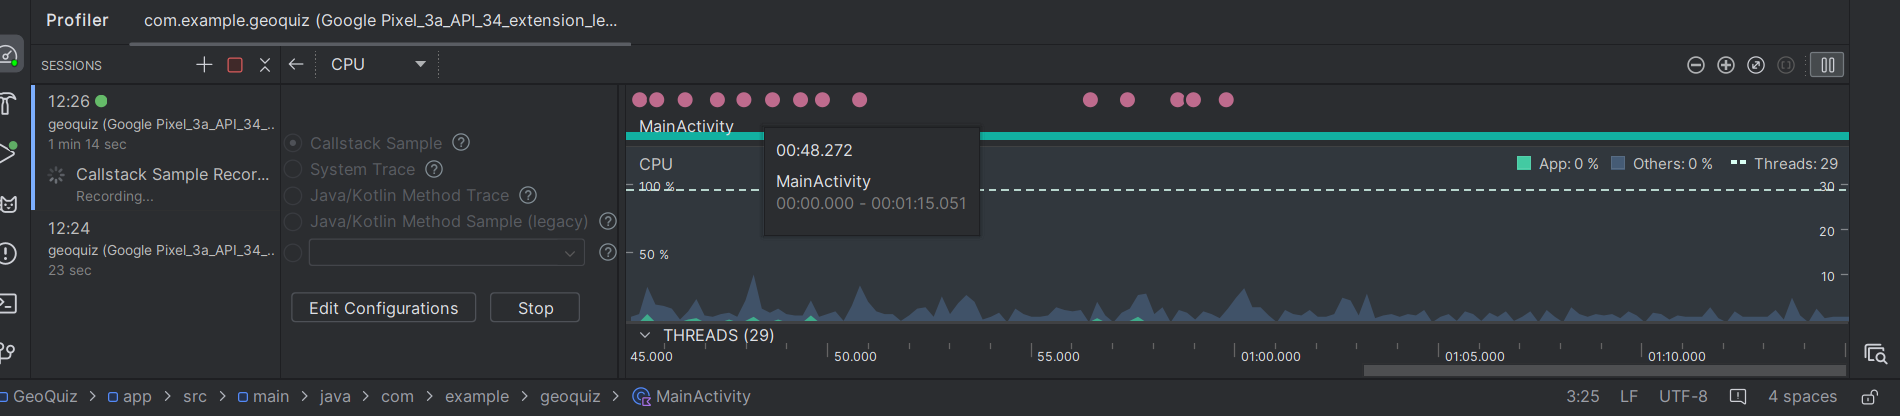 Profiler
com.example.geoquiz (Google Pixel_3a_API_34_extension_le...
SESSIONS
CPU
12:26
geoquiz (Google Pixel_3a_API_34_...
1 min 14 sec
Callstack Sample Recor...
Recording...
12:24
geoquiz (Google Pixel_3a_API_34_...
23 sec
Callstack Sample ?
System Trace ?
Java/Kotlin Method Trace ?
Java/Kotlin Method Sample (legacy) ?
?
Edit Configurations
Stop
MainActivity
00:48.272
MainActivity
00:00.000 - 00:01:15.051
CPU
App: 0 %
Others: 0 %
Threads: 29
100 %
30
20
50 %
10
THREADS (29)
45.000
50.000
55.000
01:00.000
01:05.000
01:10.000
GeoQuiz > app > src > main > java > com > example > geoquiz > MainActivity
3:25
LF
UTF-8
4 spaces